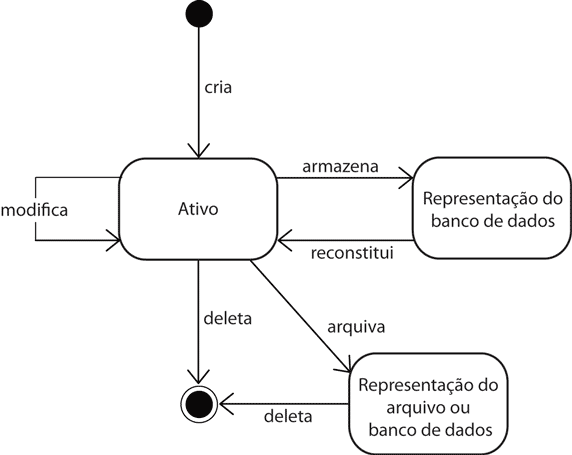 cria
armazena
modifica
Ativo
Representação do
banco de dados
reconstitui
deleta
arquiva
Representação do
arquivo ou
banco de dados
deleta